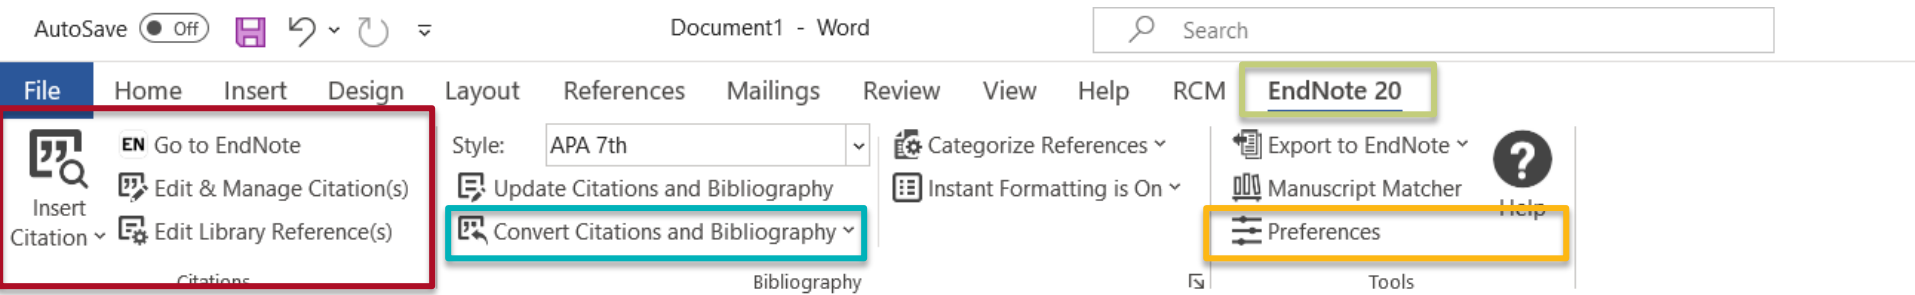 AutoSave Off Document1 - Word Search
File Home Insert Design Layout References Mailings Review View Help RCM EndNote 20
Insert Citation
EN Go to EndNote
Edit & Manage Citation(s)
Edit Library Reference(s)
Citations
Style: APA 7th
Update Citations and Bibliography
Convert Citations and Bibliography
Categorize References
Instant Formatting is On
Bibliography
Export to EndNote
Manuscript Matcher
Preferences
Help
Tools